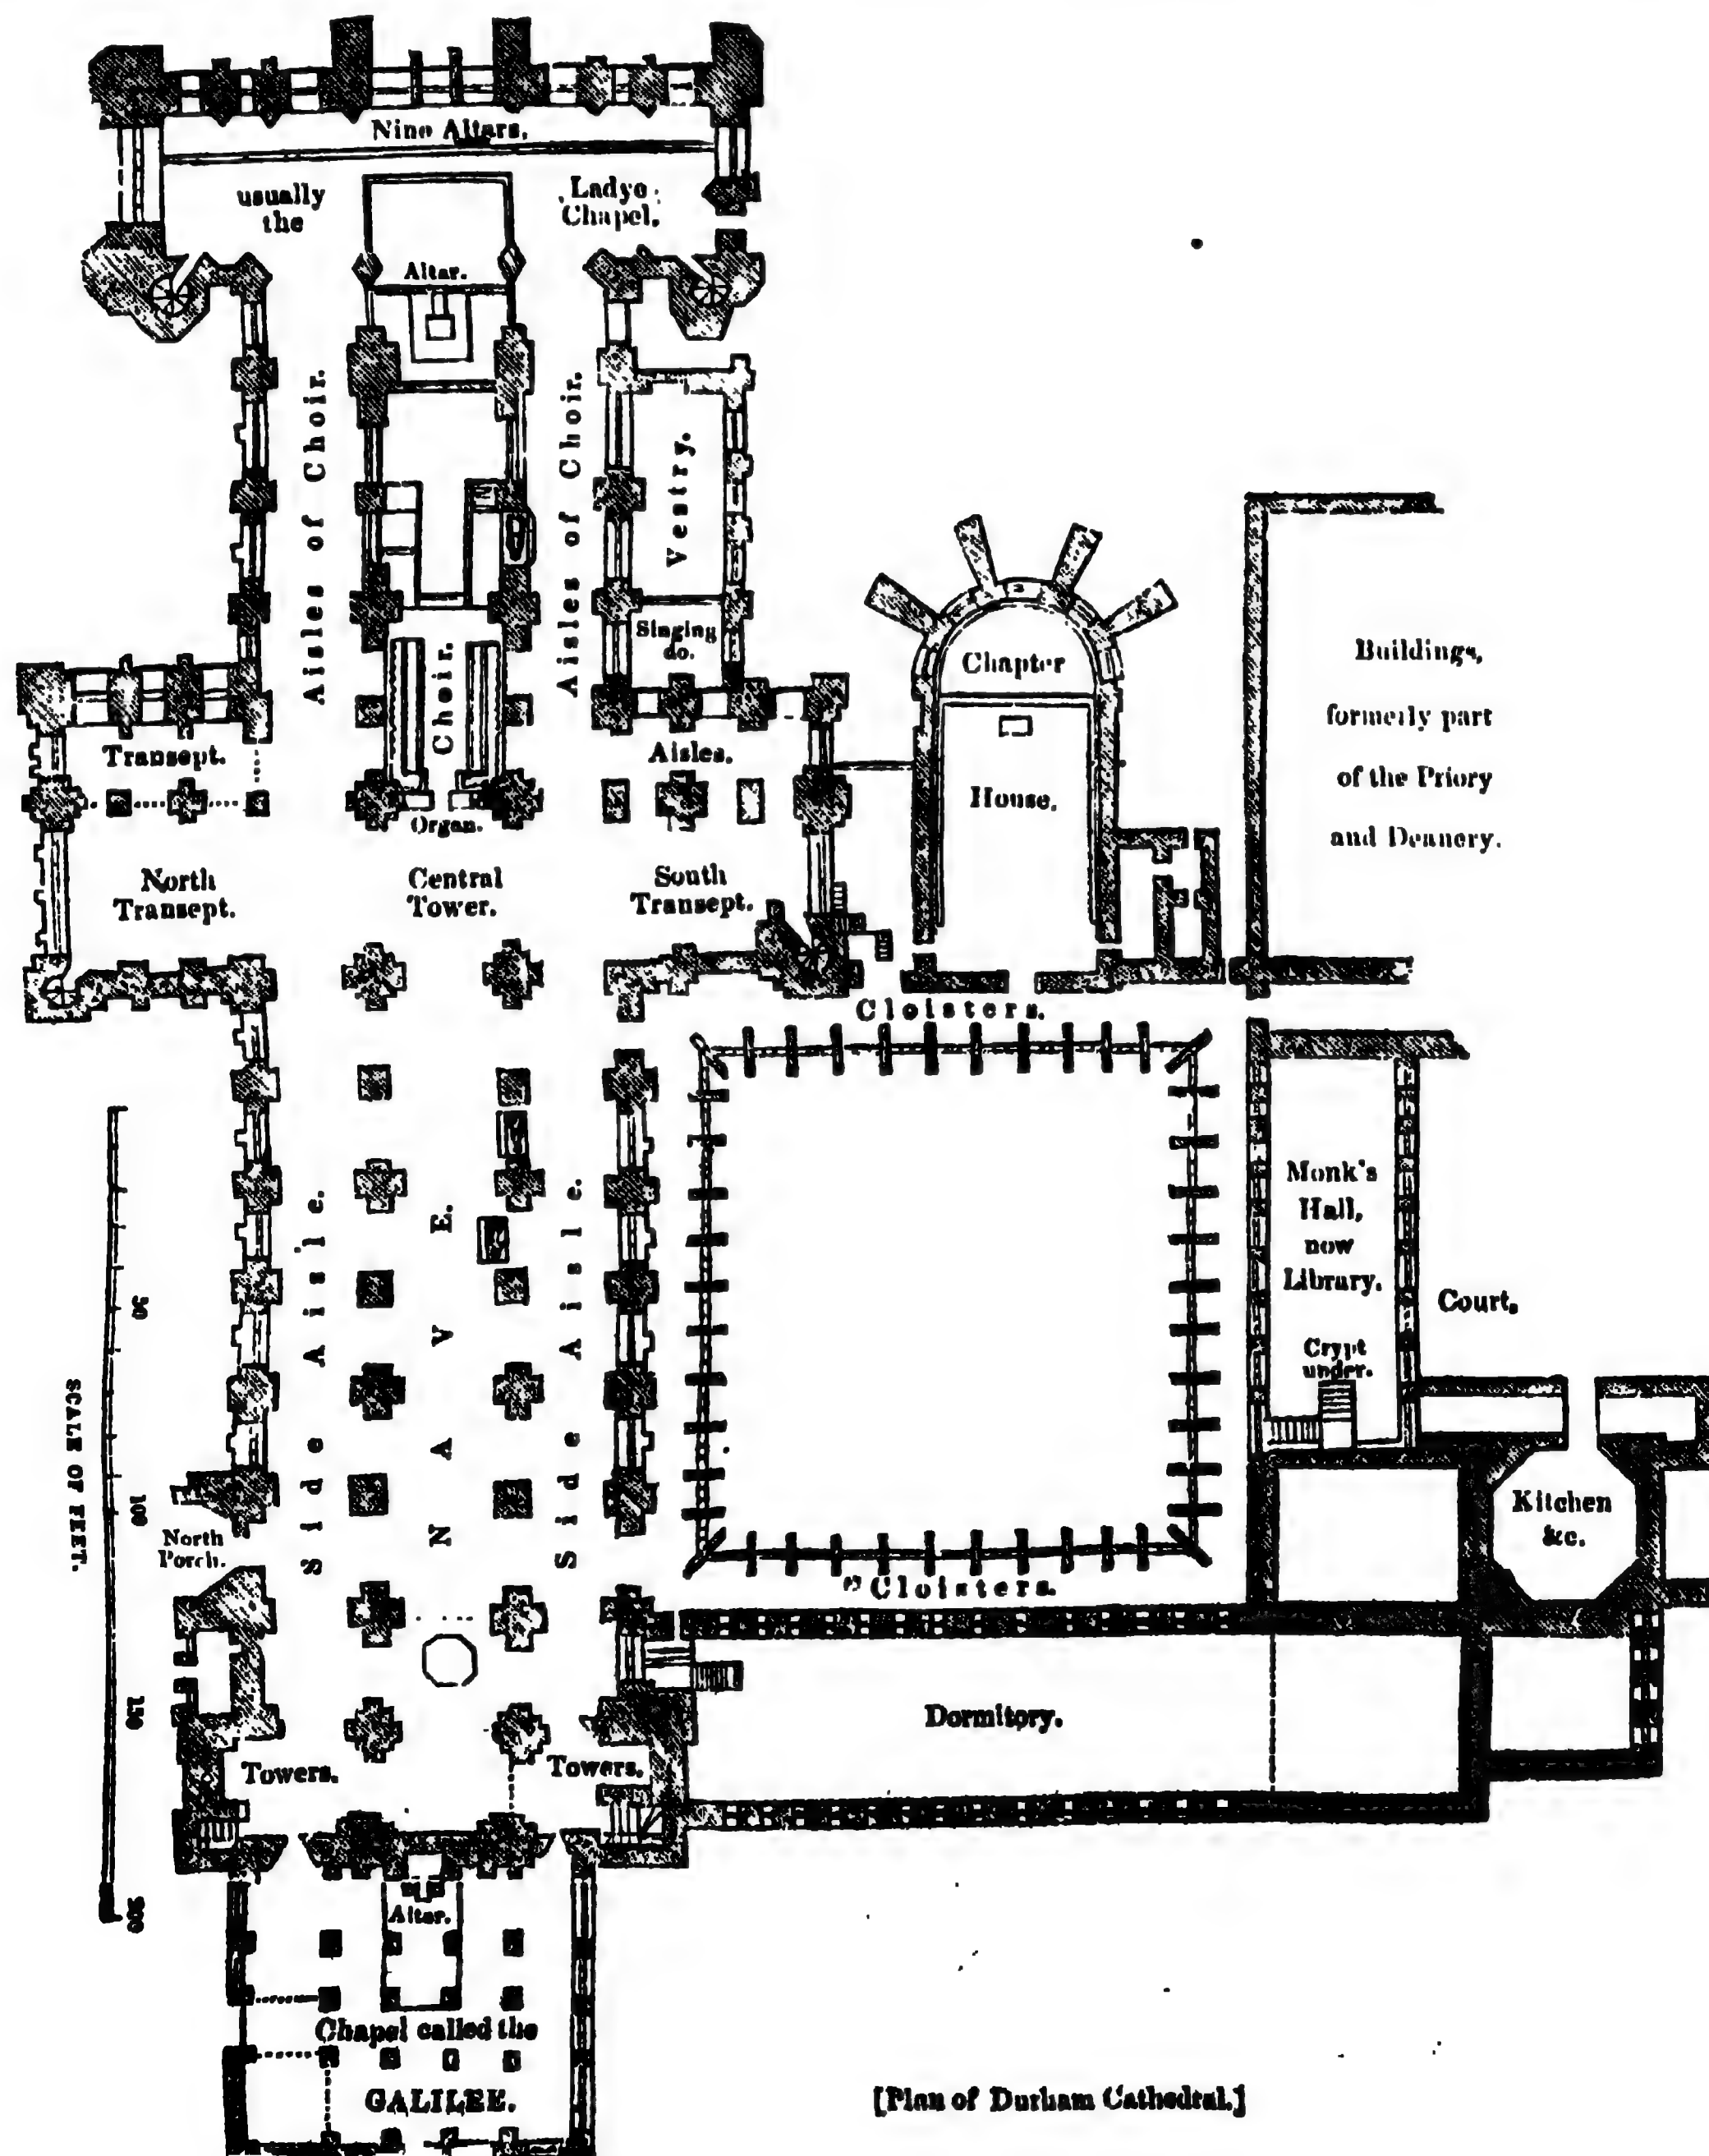 Nine Altars.
usually
the
Ladye
Chapel.
Altar.
Aisles of Choir.
Aisles of Choir.
Vestry.
Singing
do.
Choir.
Chapter
House.
Buildings,
formerly part
of the Priory
and Deanery.
Transept.
Aisles.
Organ.
North
Transept.
Central
Tower.
South
Transept.
Cloisters.
Side Aisle.
NAVE.
Side Aisle.
Monk's
Hall,
now
Library.
Crypt
under.
Court.
SCALE OF FEET.
50
100
150
200
North
Porch.
Kitchen
&c.
Cloisters.
Dormitory.
Towers.
Towers.
Altar.
Chapel called the
GALILEE.
[Plan of Durham Cathedral.]